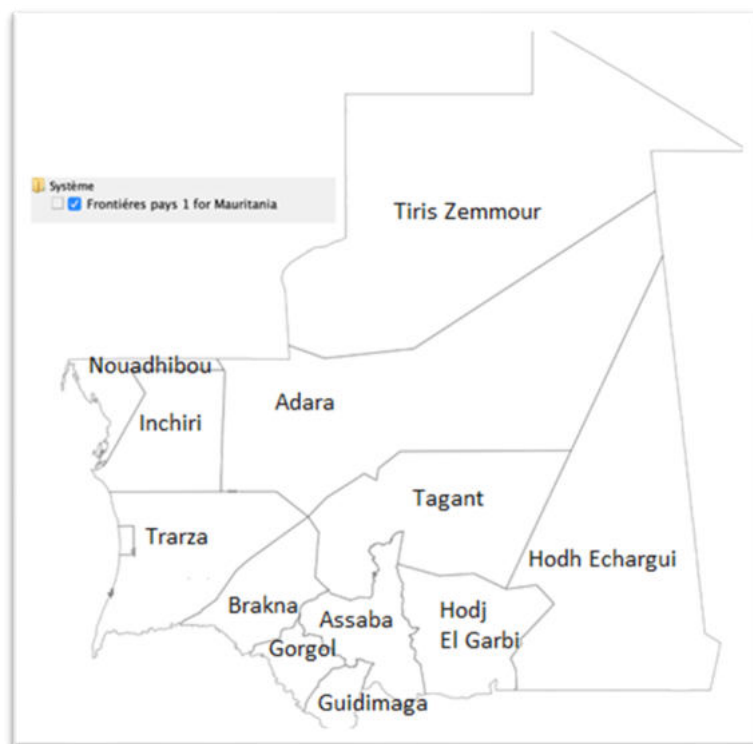 Système
Frontiéres pays 1 for Mauritania
Tiris Zemmour
Nouadhibou
Adara
Inchiri
Tagant
Trarza
Hodh Echargui
Brakna
Assaba
Hodj
El Garbi
Gorgol
Guidimaga